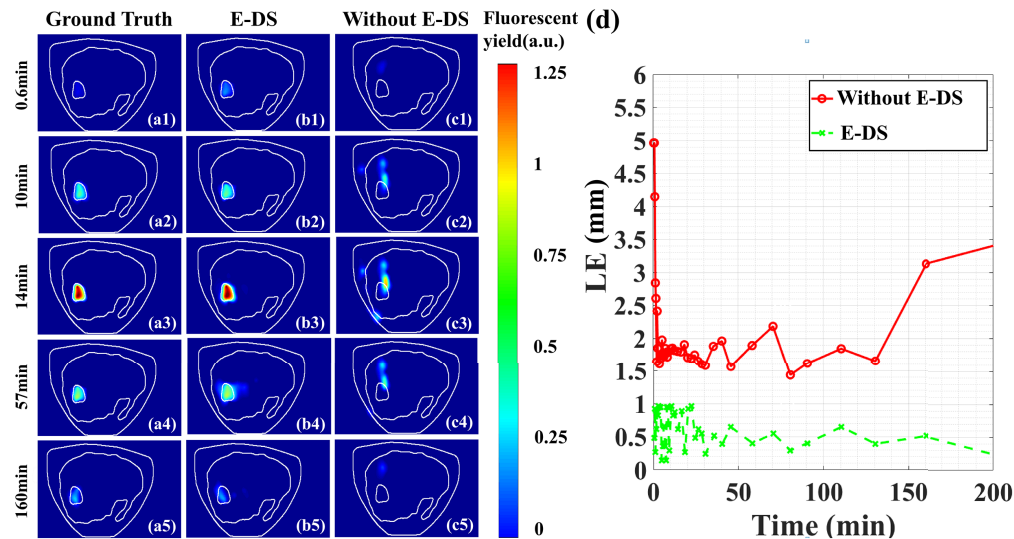 Ground Truth E-DS Without E-DS Fluorescent yield(a.u.) (d)
0.6min (a1) (b1) (c1)
10min (a2) (b2) (c2)
14min (a3) (b3) (c3)
57min (a4) (b4) (c4)
160min (a5) (b5) (c5)
1.25
1
0.75
0.5
0.25
0
Without E-DS
E-DS
6
5.5
5
4.5
4
3.5
3
2.5
2
1.5
1
0.5
0
LE (mm)
0 50 100 150 200
Time (min)